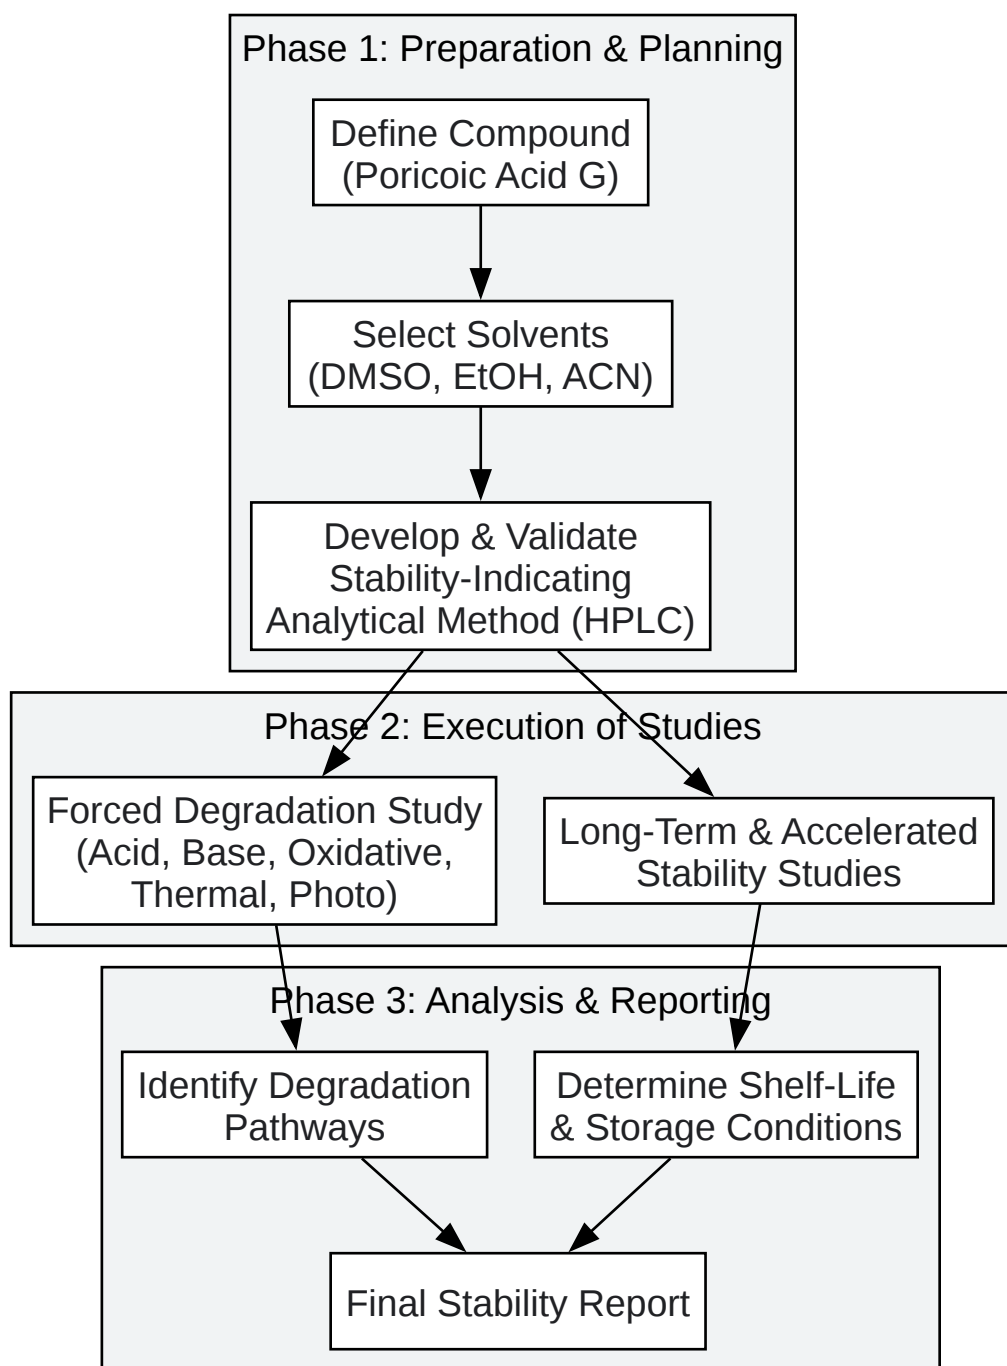 Phase 1: Preparation & Planning
Define Compound
(Poricoic Acid G)
Select Solvents
(DMSO, EtOH, ACN)
Develop & Validate
Stability-Indicating
Analytical Method (HPLC)
Phase 2: Execution of Studies
Forced Degradation Study
(Acid, Base, Oxidative,
Thermal, Photo)
Long-Term & Accelerated
Stability Studies
Phase 3: Analysis & Reporting
Identify Degradation
Pathways
Determine Shelf-Life
& Storage Conditions
Final Stability Report